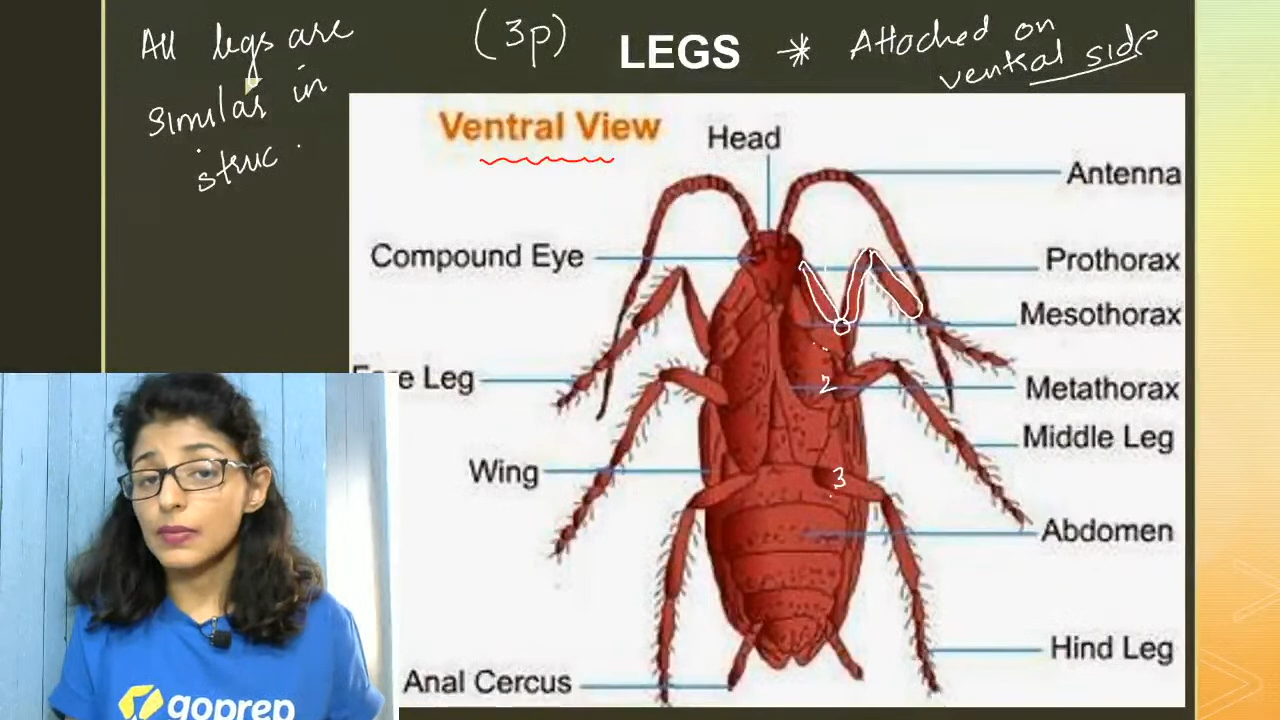 All legs are
similar in
struc.
(3p)
LEGS
* Attached on
ventral side
Ventral View
Head
Antenna
Compound Eye
Prothorax
Mesothorax
Fore Leg
2
Metathorax
Middle Leg
Wing
3
Abdomen
Hind Leg
Anal Cercus
goprep